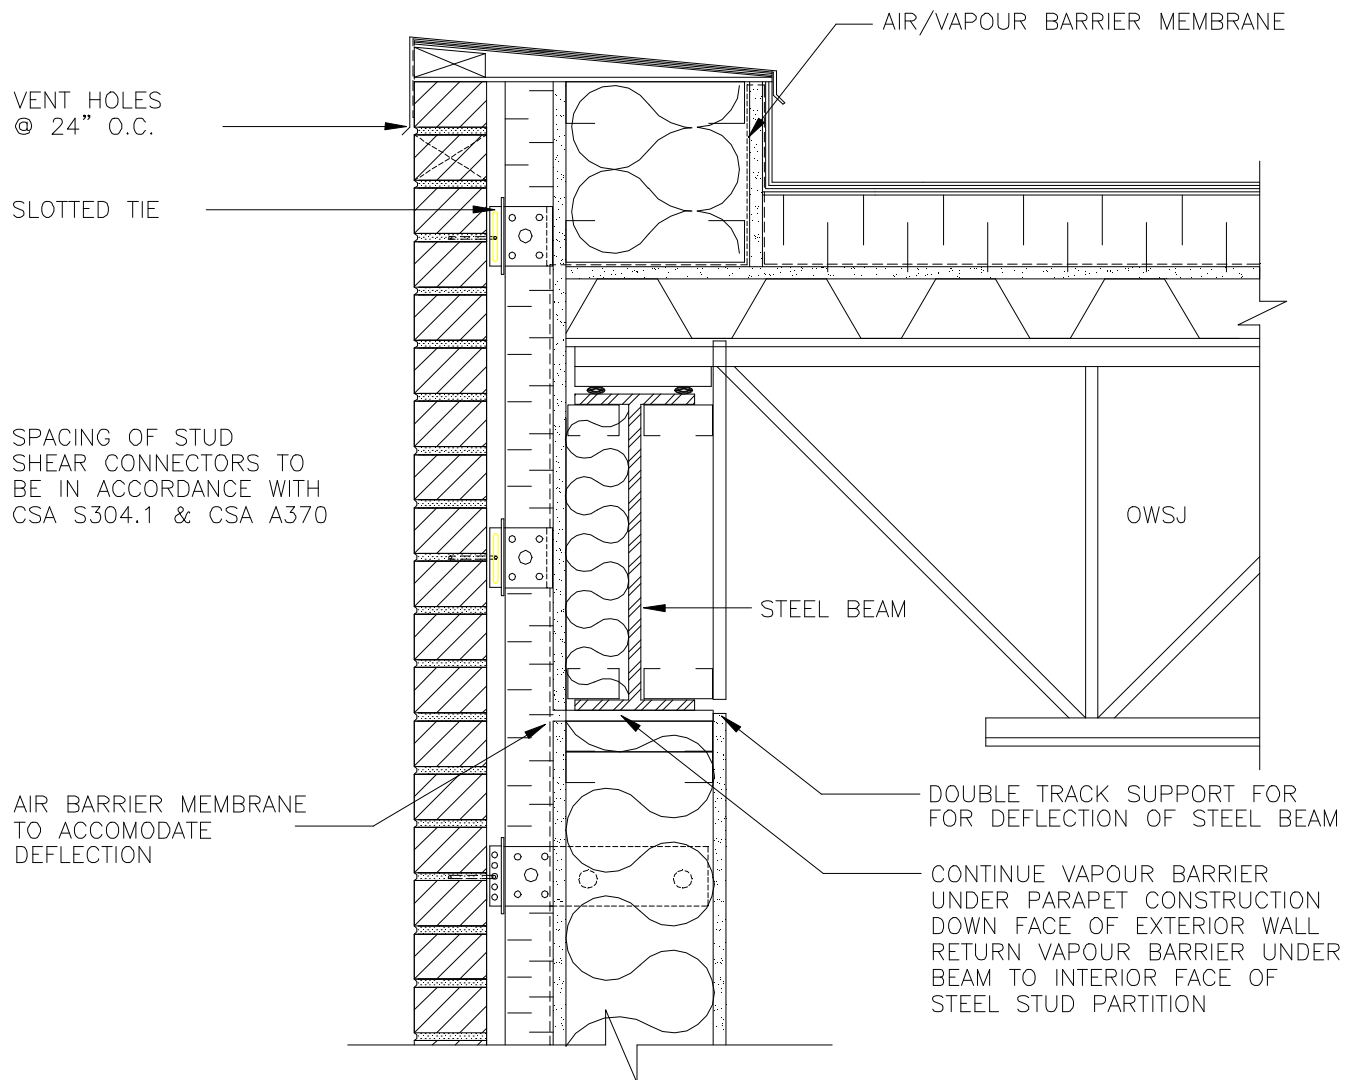 AIR/VAPOUR BARRIER MEMBRANE
VENT HOLES
@ 24" O.C.
SLOTTED TIE
SPACING OF STUD
SHEAR CONNECTORS TO
BE IN ACCORDANCE WITH
CSA S304.1 & CSA A370
OWSJ
STEEL BEAM
AIR BARRIER MEMBRANE
TO ACCOMODATE
DEFLECTION
DOUBLE TRACK SUPPORT FOR
FOR DEFLECTION OF STEEL BEAM
CONTINUE VAPOUR BARRIER
UNDER PARAPET CONSTRUCTION
DOWN FACE OF EXTERIOR WALL
RETURN VAPOUR BARRIER UNDER
BEAM TO INTERIOR FACE OF
STEEL STUD PARTITION